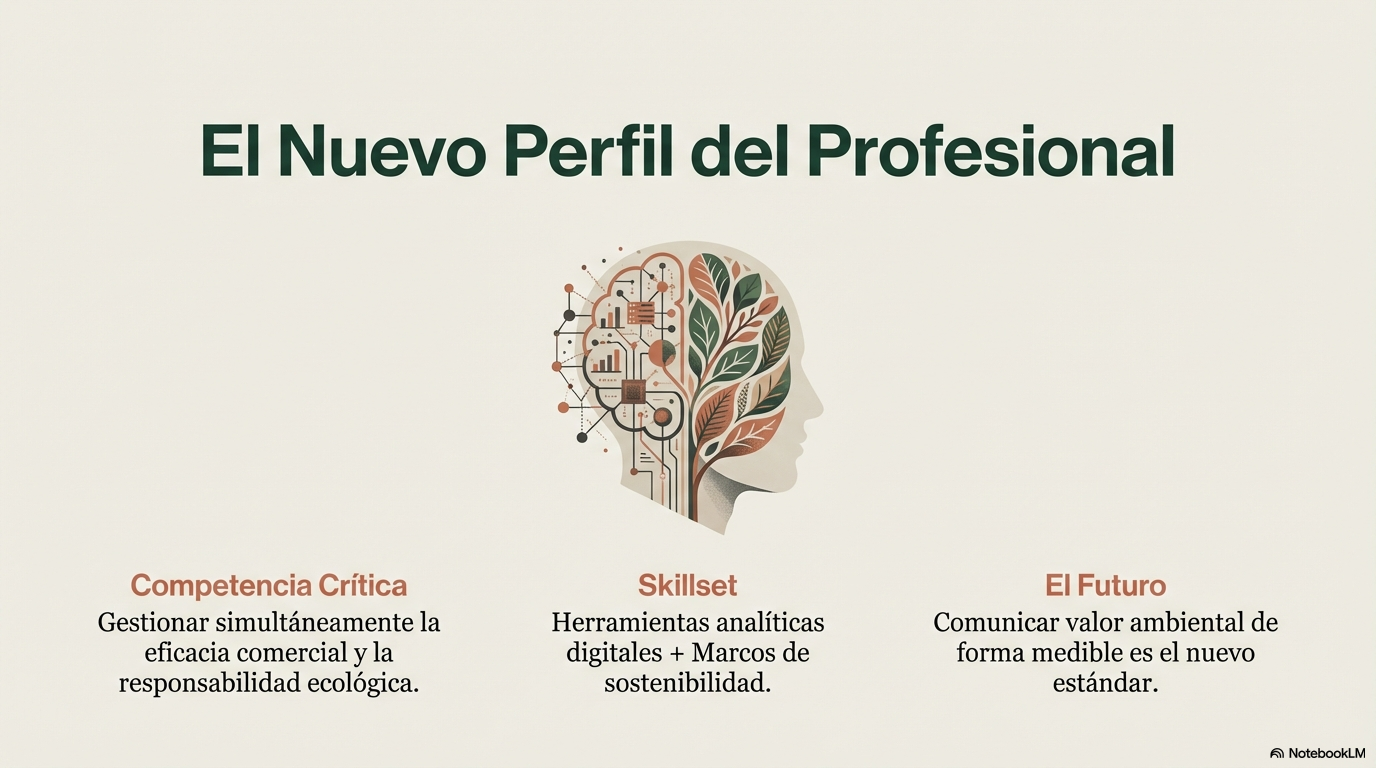 El Nuevo Perfil del Profesional
Competencia Crítica
Gestionar simultáneamente la
eficacia comercial y la
responsabilidad ecológica.
Skillset
Herramientas analíticas
digitales + Marcos de
sostenibilidad.
El Futuro
Comunicar valor ambiental de
forma medible es el nuevo
estándar.
NotebookLM